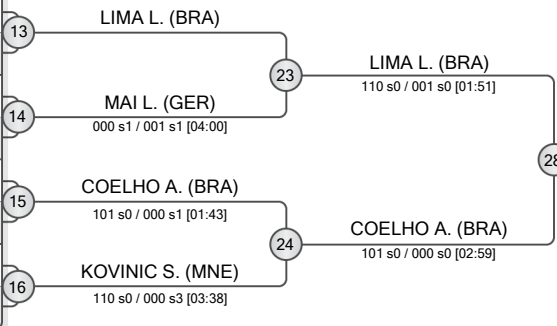 LIMA L. (BRA)
13
23
LIMA L. (BRA)
110 s0 / 001 s0 [01:51]
MAI L. (GER)
14
000 s1 / 001 s1 [04:00]
28
COELHO A. (BRA)
15
101 s0 / 000 s1 [01:43]
24
COELHO A. (BRA)
101 s0 / 000 s0 [02:59]
KOVINIC S. (MNE)
16
110 s0 / 000 s3 [03:38]